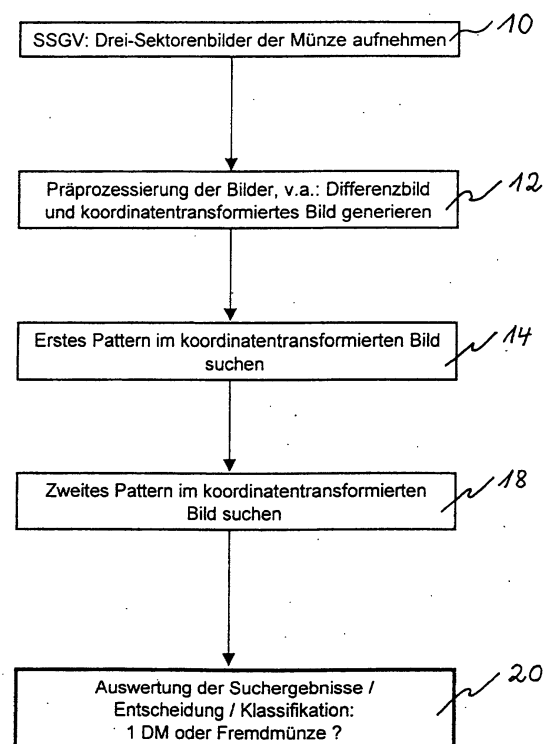 SSGV: Drei-Sektorenbilder der Münze aufnehmen 10
Präprozessierung der Bilder, v.a.: Differenzbild 12
und koordinatentransformiertes Bild generieren
Erstes Pattern im koordinatentransformierten Bild 14
suchen
Zweites Pattern im koordinatentransformierten 18
Bild suchen
Auswertung der Suchergebnisse / 20
Entscheidung / Klassifikation:
1 DM oder Fremdmünze ?